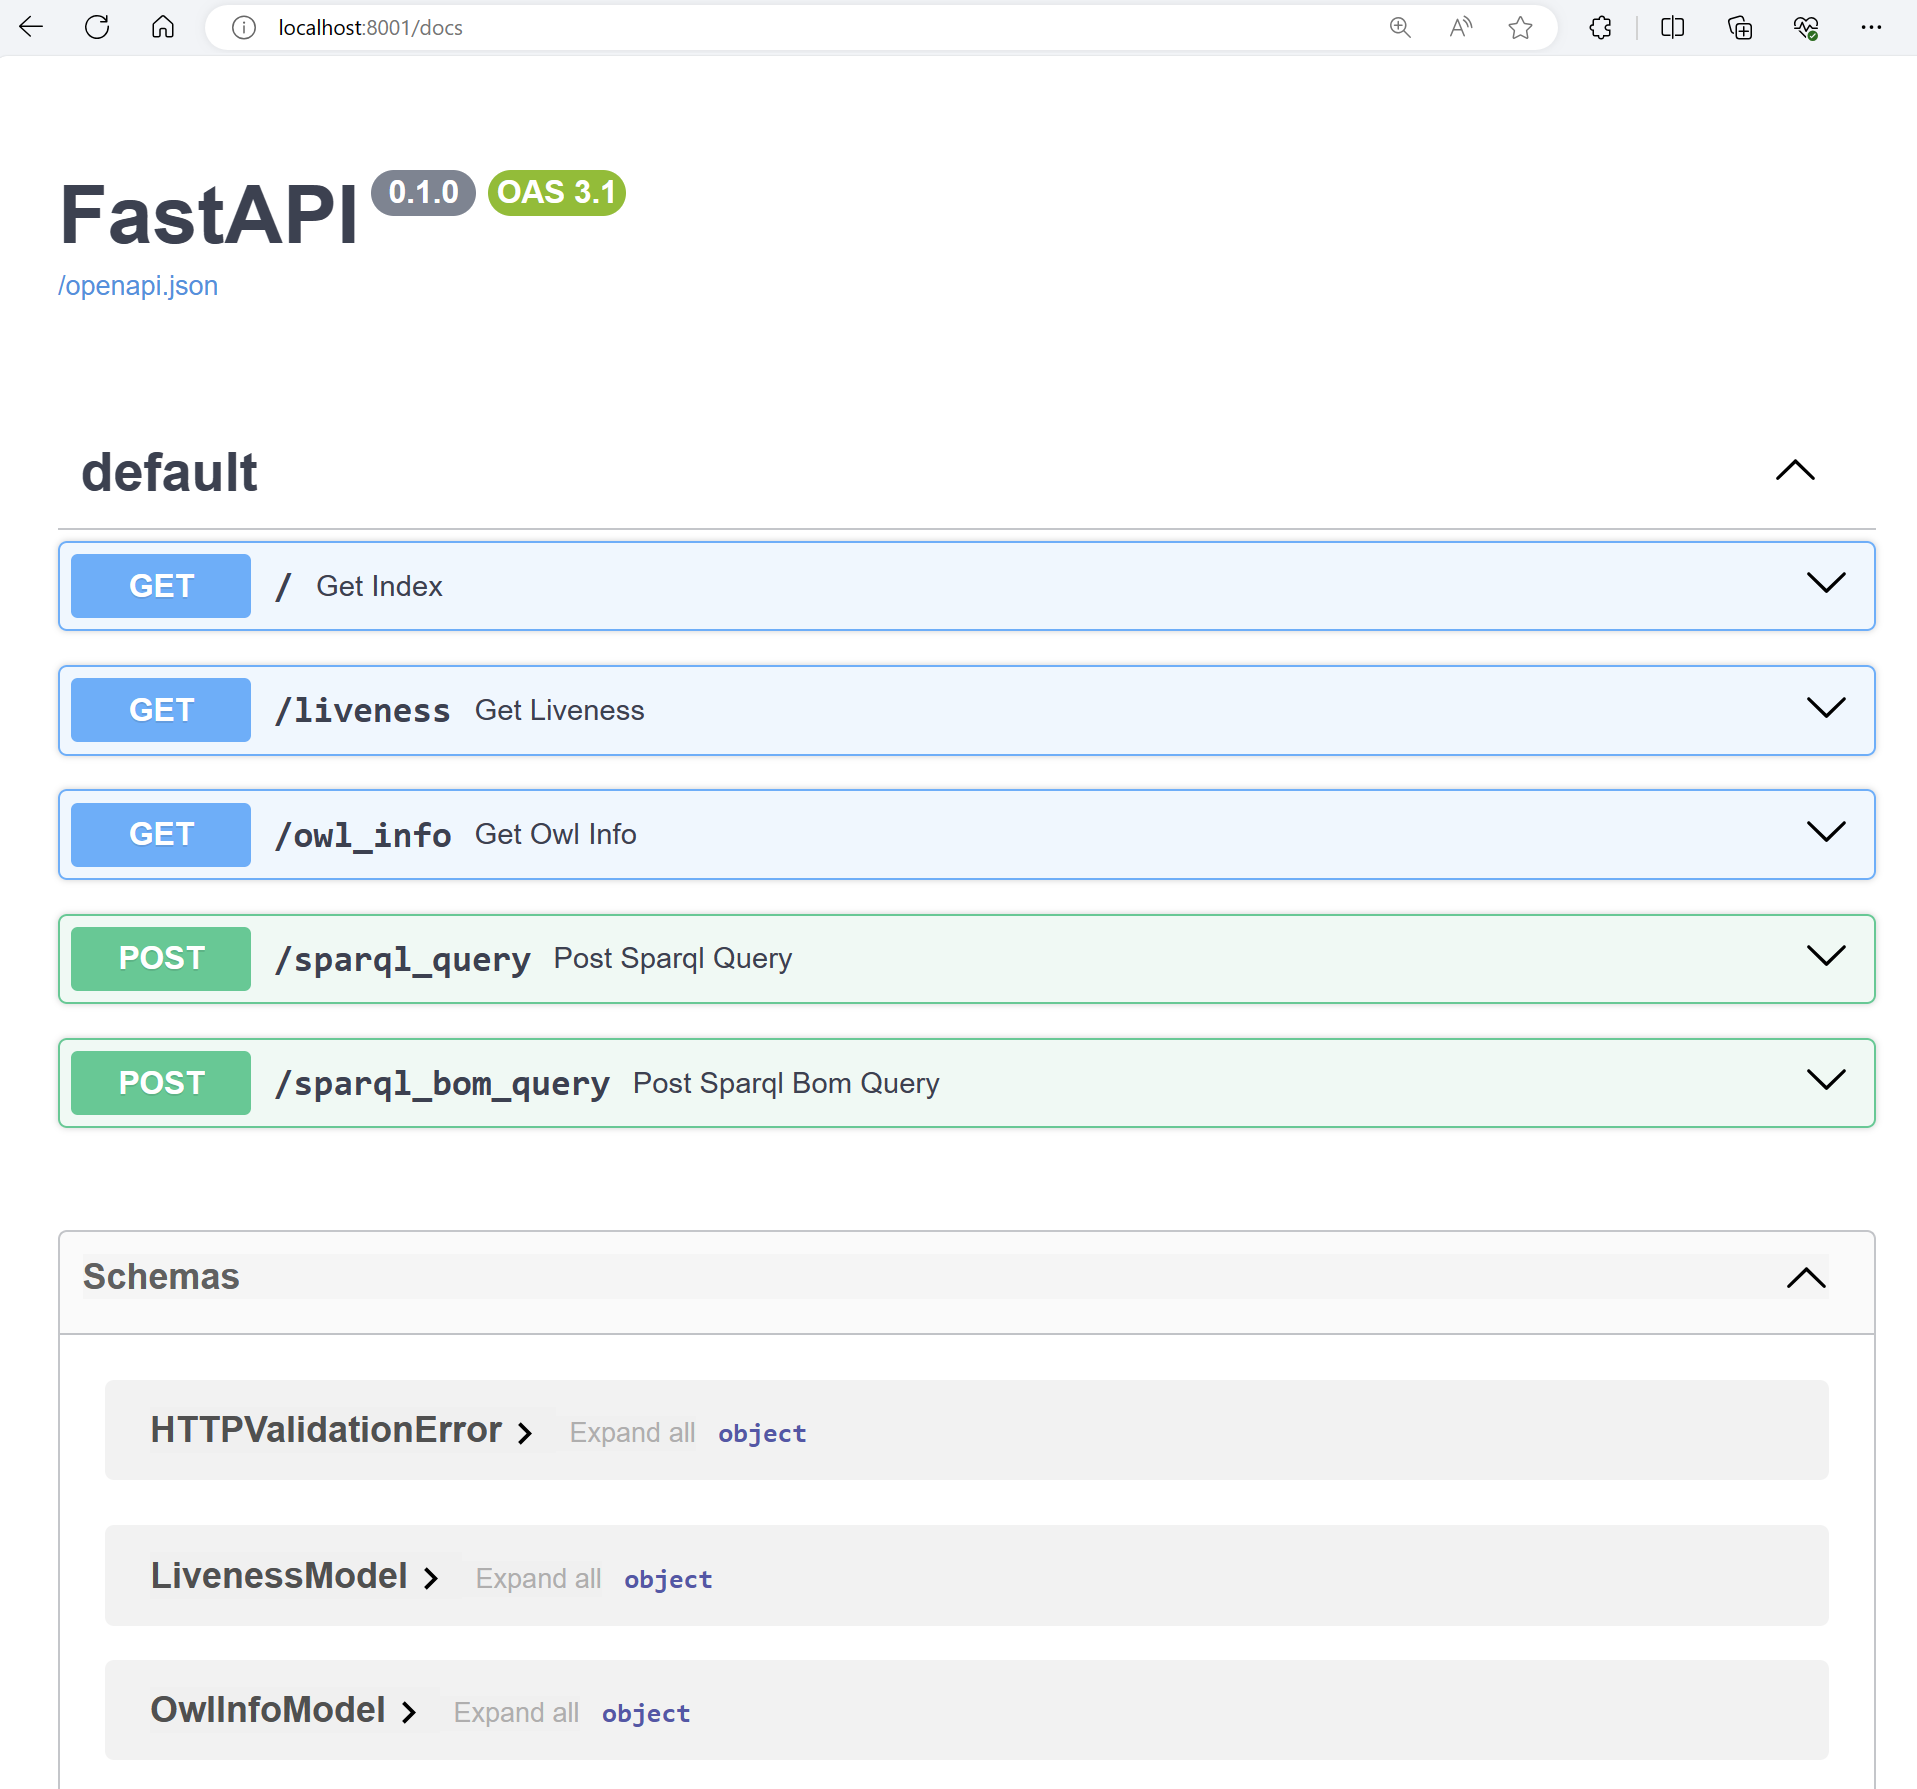 localhost:8001/docs
FastAPI 0.1.0 OAS 3.1
/openapi.json
default
GET / Get Index
GET /liveness Get Liveness
GET /owl_info Get Owl Info
POST /sparql_query Post Sparql Query
POST /sparql_bom_query Post Sparql Bom Query
Schemas
HTTPValidationError Expand all object
LivenessModel Expand all object
OwlInfoModel Expand all object